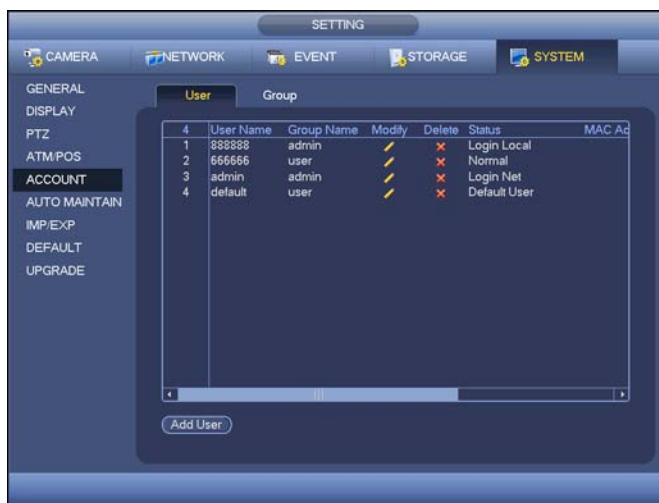 SETTING
CAMERA NETWORK EVENT STORAGE SYSTEM
GENERAL
DISPLAY
PTZ
ATM/POS
ACCOUNT
AUTO MAINTAIN
IMP/EXP
DEFAULT
UPGRADE
User Group
4 User Name Group Name Modify Delete Status MAC Ad
1 888888 admin Login Local
2 666666 user Normal
3 admin admin Login Net
4 default user Default User
Add User